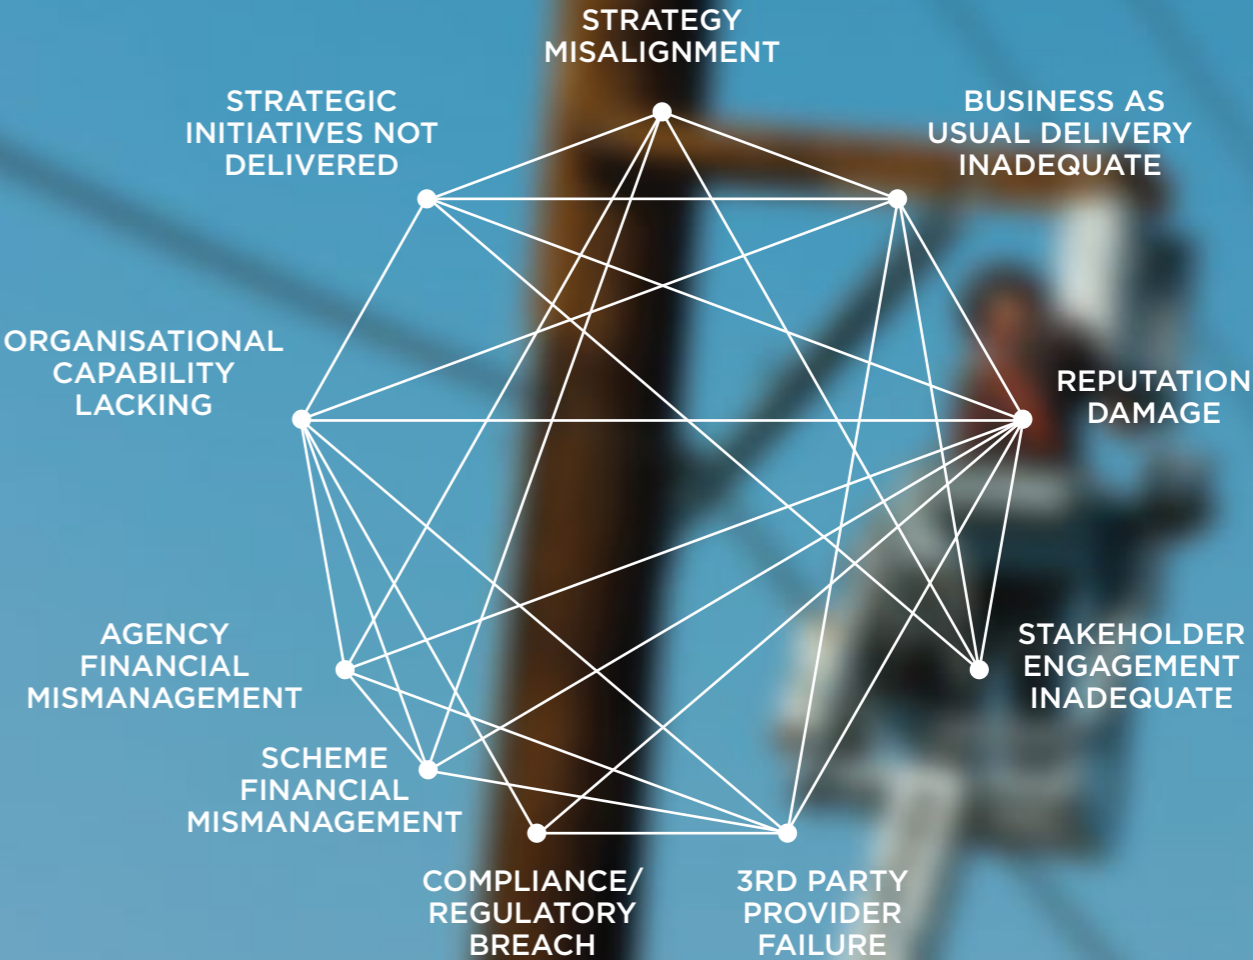 STRATEGY
MISALIGNMENT
STRATEGIC
INITIATIVES NOT
DELIVERED
BUSINESS AS
USUAL DELIVERY
INADEQUATE
ORGANISATIONAL
CAPABILITY
LACKING
REPUTATION
DAMAGE
AGENCY
FINANCIAL
MISMANAGEMENT
STAKEHOLDER
ENGAGEMENT
INADEQUATE
SCHEME
FINANCIAL
MISMANAGEMENT
COMPLIANCE/
REGULATORY
BREACH
3RD PARTY
PROVIDER
FAILURE